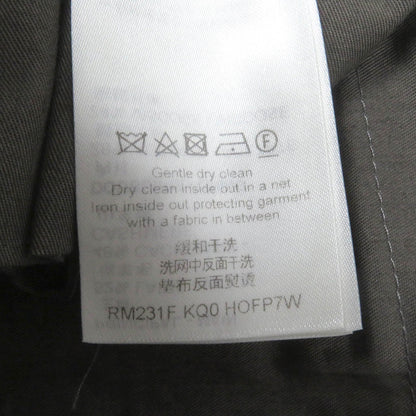 F
Gentle dry clean
Dry clean inside out in a net
Iron inside out protecting garment
with a fabric in between
缓和干洗
洗网中反面干洗
垫布反面熨烫
RM231F KQ0 HOFP7W